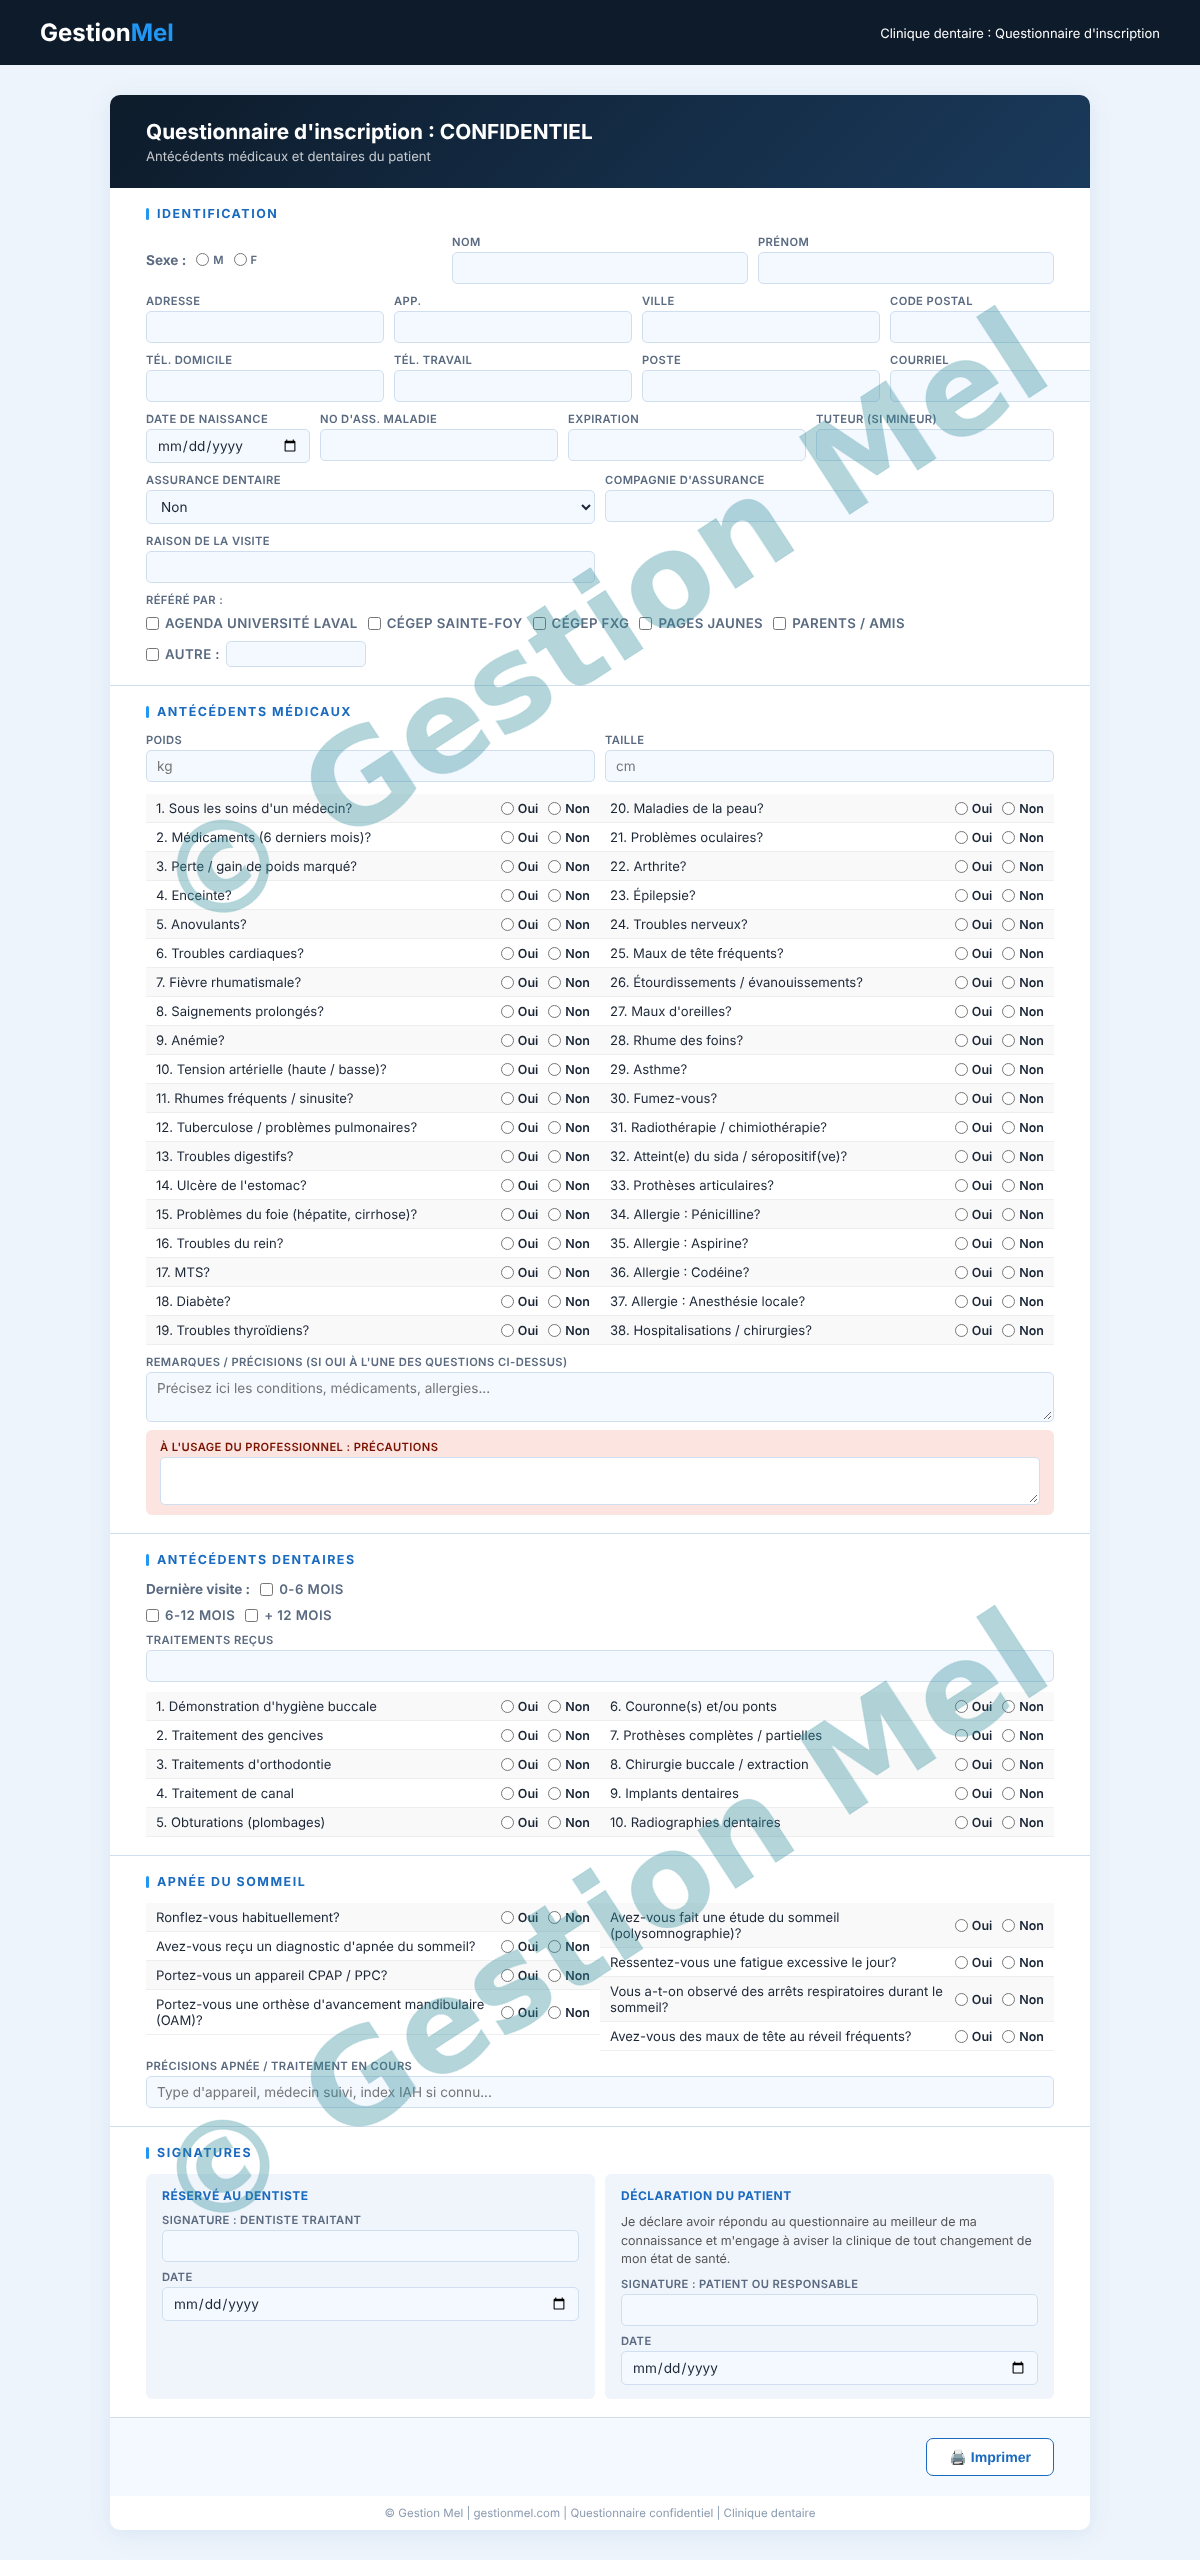 GestionMel
Clinique dentaire : Questionnaire d'inscription
Questionnaire d'inscription : CONFIDENTIEL
Antécédents médicaux et dentaires du patient
IDENTIFICATION
Sexe : M F
NOM
PRÉNOM
ADRESSE
APP.
VILLE
CODE POSTAL
TÉL. DOMICILE
TÉL. TRAVAIL
POSTE
COURRIEL
DATE DE NAISSANCE
NO D'ASS. MALADIE
EXPIRATION
TUTEUR (SI MINEUR)
mm/dd/yyyy
ASSURANCE DENTAIRE
COMPAGNIE D'ASSURANCE
Non
RAISON DE LA VISITE
RÉFÉRÉ PAR :
AGENDA UNIVERSITÉ LAVAL CÉGEP SAINTE-FOY CÉGEP FXG PAGES JAUNES PARENTS / AMIS
AUTRE :
© Gestion Mel
ANTÉCÉDENTS MÉDICAUX
POIDS
TAILLE
kg
cm
1. Sous les soins d'un médecin? Oui Non
2. Médicaments (6 derniers mois)? Oui Non
3. Perte / gain de poids marqué? Oui Non
4. Enceinte? Oui Non
5. Anovulants? Oui Non
6. Troubles cardiaques? Oui Non
7. Fièvre rhumatismale? Oui Non
8. Saignements prolongés? Oui Non
9. Anémie? Oui Non
10. Tension artérielle (haute / basse)? Oui Non
11. Rhumes fréquents / sinusite? Oui Non
12. Tuberculose / problèmes pulmonaires? Oui Non
13. Troubles digestifs? Oui Non
14. Ulcère de l'estomac? Oui Non
15. Problèmes du foie (hépatite, cirrhose)? Oui Non
16. Troubles du rein? Oui Non
17. MTS? Oui Non
18. Diabète? Oui Non
19. Troubles thyroïdiens? Oui Non
20. Maladies de la peau? Oui Non
21. Problèmes oculaires? Oui Non
22. Arthrite? Oui Non
23. Épilepsie? Oui Non
24. Troubles nerveux? Oui Non
25. Maux de tête fréquents? Oui Non
26. Étourdissements / évanouissements? Oui Non
27. Maux d'oreilles? Oui Non
28. Rhume des foins? Oui Non
29. Asthme? Oui Non
30. Fumez-vous? Oui Non
31. Radiothérapie / chimiothérapie? Oui Non
32. Atteint(e) du sida / séropositif(ve)? Oui Non
33. Prothèses articulaires? Oui Non
34. Allergie : Pénicilline? Oui Non
35. Allergie : Aspirine? Oui Non
36. Allergie : Codéine? Oui Non
37. Allergie : Anesthésie locale? Oui Non
38. Hospitalisations / chirurgies? Oui Non
REMARQUES / PRÉCISIONS (SI OUI À L'UNE DES QUESTIONS CI-DESSUS)
Précisez ici les conditions, médicaments, allergies...
À L'USAGE DU PROFESSIONNEL : PRÉCAUTIONS
ANTÉCÉDENTS DENTAIRES
Dernière visite : 0-6 MOIS
6-12 MOIS + 12 MOIS
TRAITEMENTS REÇUS
1. Démonstration d'hygiène buccale Oui Non
2. Traitement des gencives Oui Non
3. Traitements d'orthodontie Oui Non
4. Traitement de canal Oui Non
5. Obturations (plombages) Oui Non
6. Couronne(s) et/ou ponts Oui Non
7. Prothèses complètes / partielles Oui Non
8. Chirurgie buccale / extraction Oui Non
9. Implants dentaires Oui Non
10. Radiographies dentaires Oui Non
© Gestion Mel
APNÉE DU SOMMEIL
Ronflez-vous habituellement? Oui Non
Avez-vous reçu un diagnostic d'apnée du sommeil? Oui Non
Portez-vous un appareil CPAP / PPC? Oui Non
Portez-vous une orthèse d'avancement mandibulaire
(OAM)? Oui Non
Avez-vous fait une étude du sommeil
(polysomnographie)? Oui Non
Ressentez-vous une fatigue excessive le jour? Oui Non
Vous a-t-on observé des arrêts respiratoires durant le
sommeil? Oui Non
Avez-vous des maux de tête au réveil fréquents? Oui Non
PRÉCISIONS APNÉE / TRAITEMENT EN COURS
Type d'appareil, médecin suivi, index IAH si connu...
SIGNATURES
RÉSERVÉ AU DENTISTE
SIGNATURE : DENTISTE TRAITANT
DATE
mm/dd/yyyy
DÉCLARATION DU PATIENT
Je déclare avoir répondu au questionnaire au meilleur de ma
connaissance et m'engage à aviser la clinique de tout changement de
mon état de santé.
SIGNATURE : PATIENT OU RESPONSABLE
DATE
mm/dd/yyyy
Imprimer
© Gestion Mel | gestionmel.com | Questionnaire confidentiel | Clinique dentaire